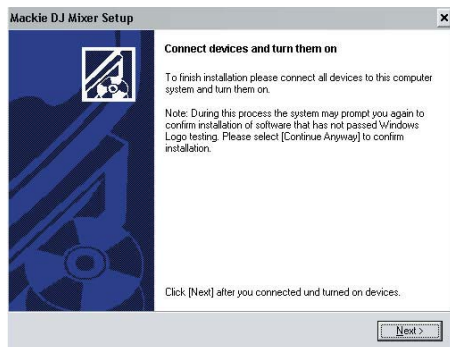 Mackie DJ Mixer Setup
Connect devices and turn them on
To finish installation please connect all devices to this computer
system and turn them on.
Note: During this process the system may prompt you again to
confirm installation of software that has not passed Windows
Logo testing. Please select [Continue Anyway] to confirm
installation.
Click [Next] after you connected und turned on devices.
Next >